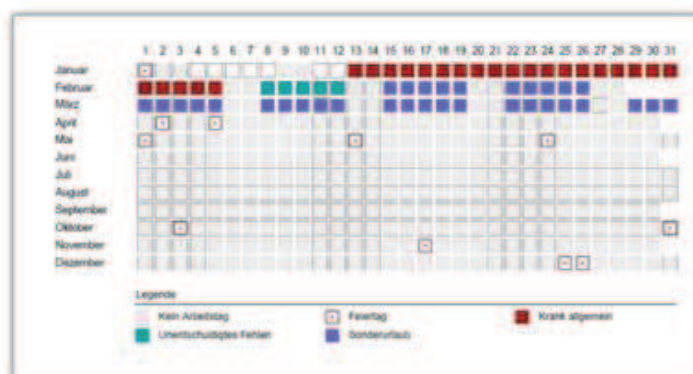 1 2 3 4 5 6 7 8 9 10 11 12 13 14 15 16 17 18 19 20 21 22 23 24 25 26 27 28 29 30 31
Januar
Februar
März
April
Mai
Juni
Juli
August
September
Oktober
November
Dezember
Legende
Kein Arbeitstag Feiertag Krank allgemein
Unentschuldigtes Fehlen Sonderurlaub